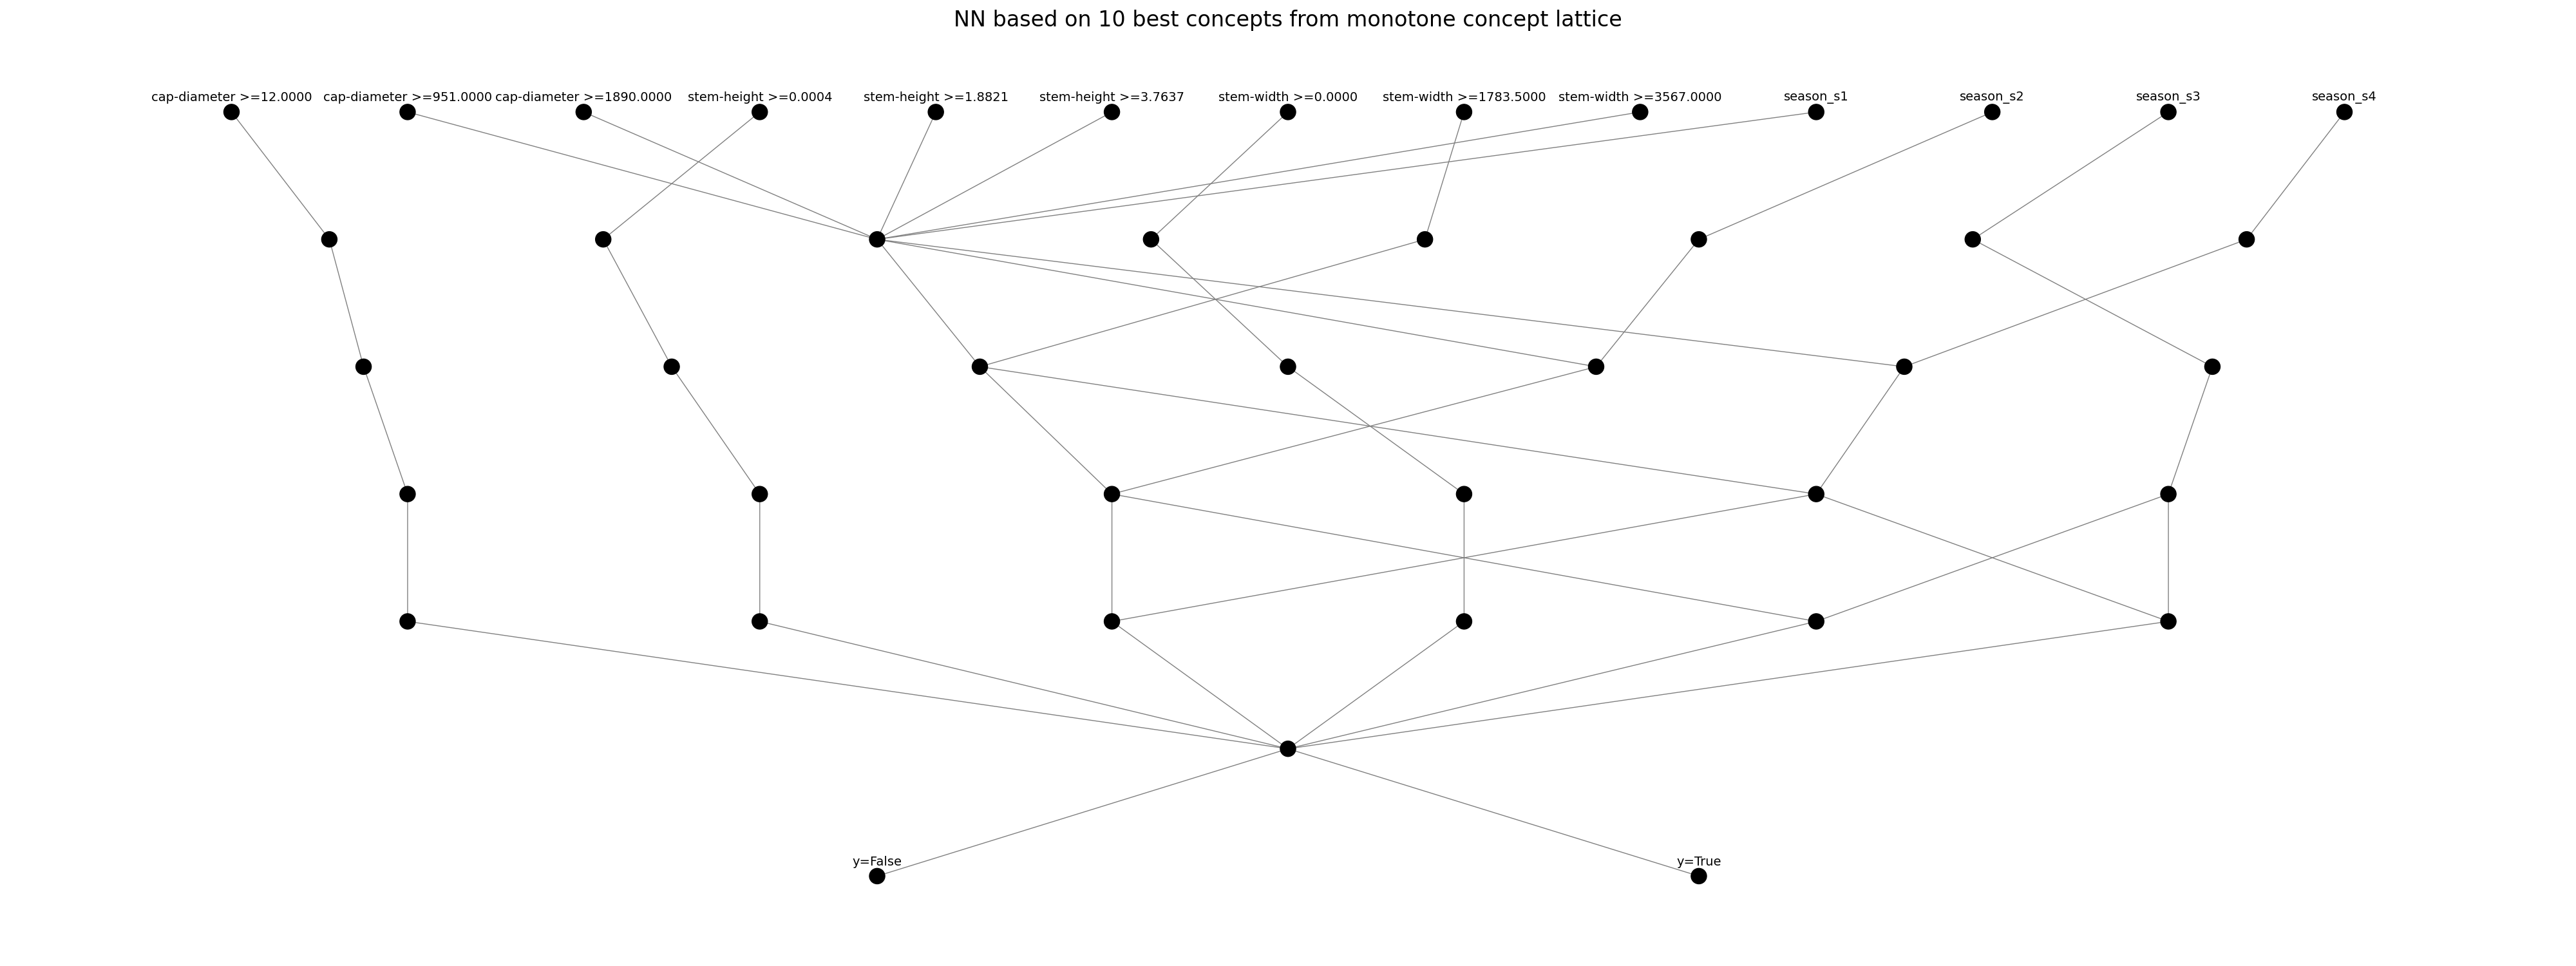 NN based on 10 best concepts from monotone concept lattice
cap-diameter >=12.0000 cap-diameter >=951.0000 cap-diameter >=1890.0000 stem-height >=0.0004 stem-height >=1.8821 stem-height >=3.7637 stem-width >=0.0000 stem-width >=1783.5000 stem-width >=3567.0000 season_s1 season_s2 season_s3 season_s4
y=False y=True